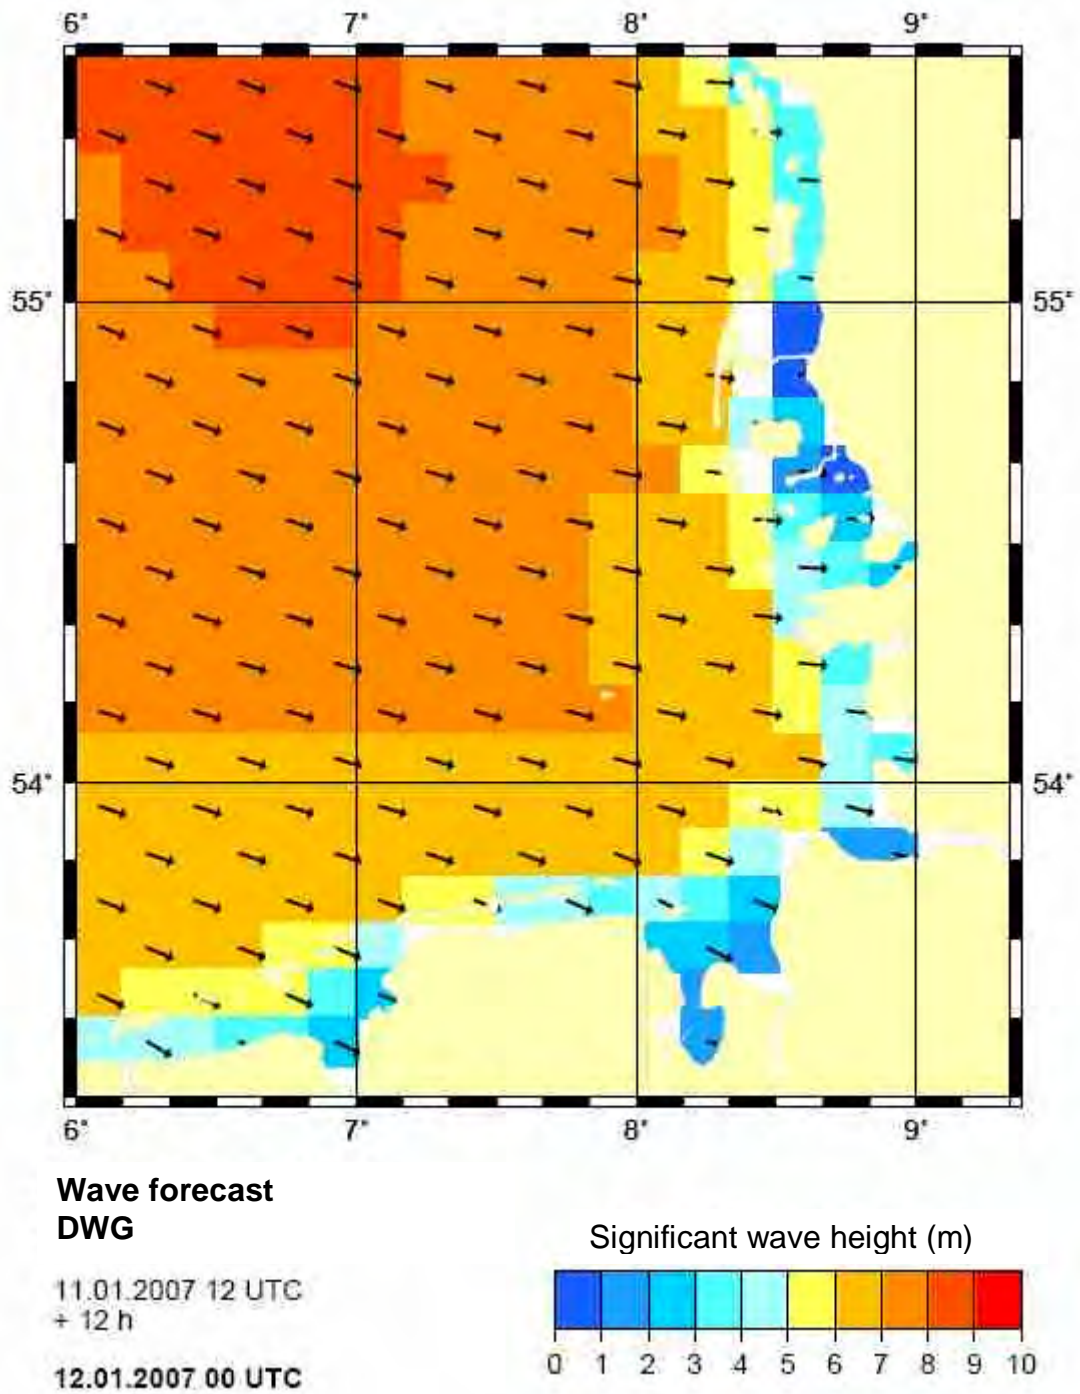 6° 7° 8° 9°
55° 55°
54° 54°
6° 7° 8° 9°
Wave forecast
DWG
Significant wave height (m)
11.01.2007 12 UTC
+ 12 h
0 1 2 3 4 5 6 7 8 9 10
12.01.2007 00 UTC